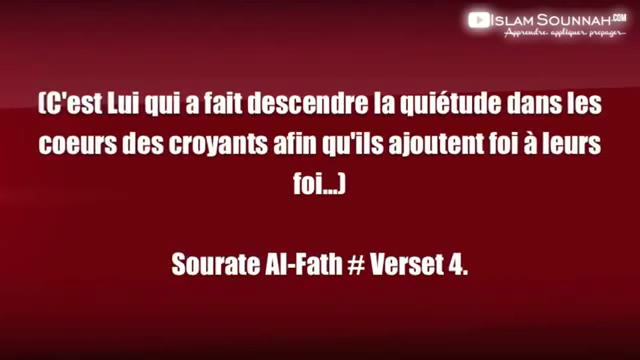 ISLAM SOUNNAH.COM
Apprendre, appliquer, propager...
(C'est Lui qui a fait descendre la quiétude dans les
coeurs des croyants afin qu'ils ajoutent foi à leurs
foi...)
Sourate Al-Fath # Verset 4.